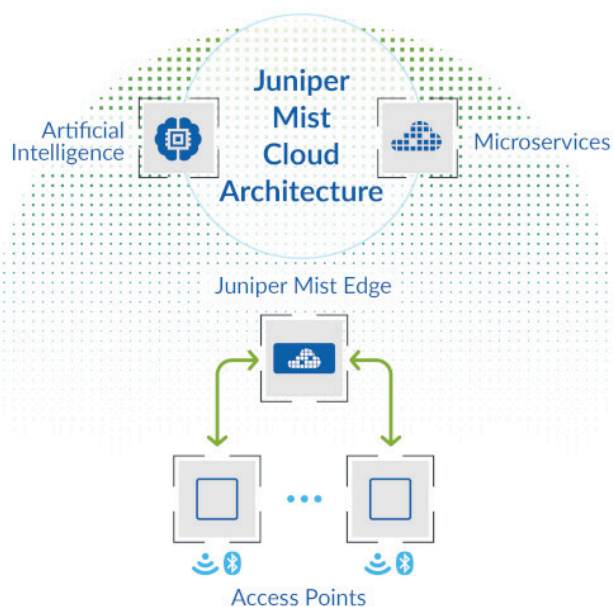 Juniper
Mist
Cloud
Architecture
Artificial
Intelligence
Microservices
Juniper Mist Edge
Access Points